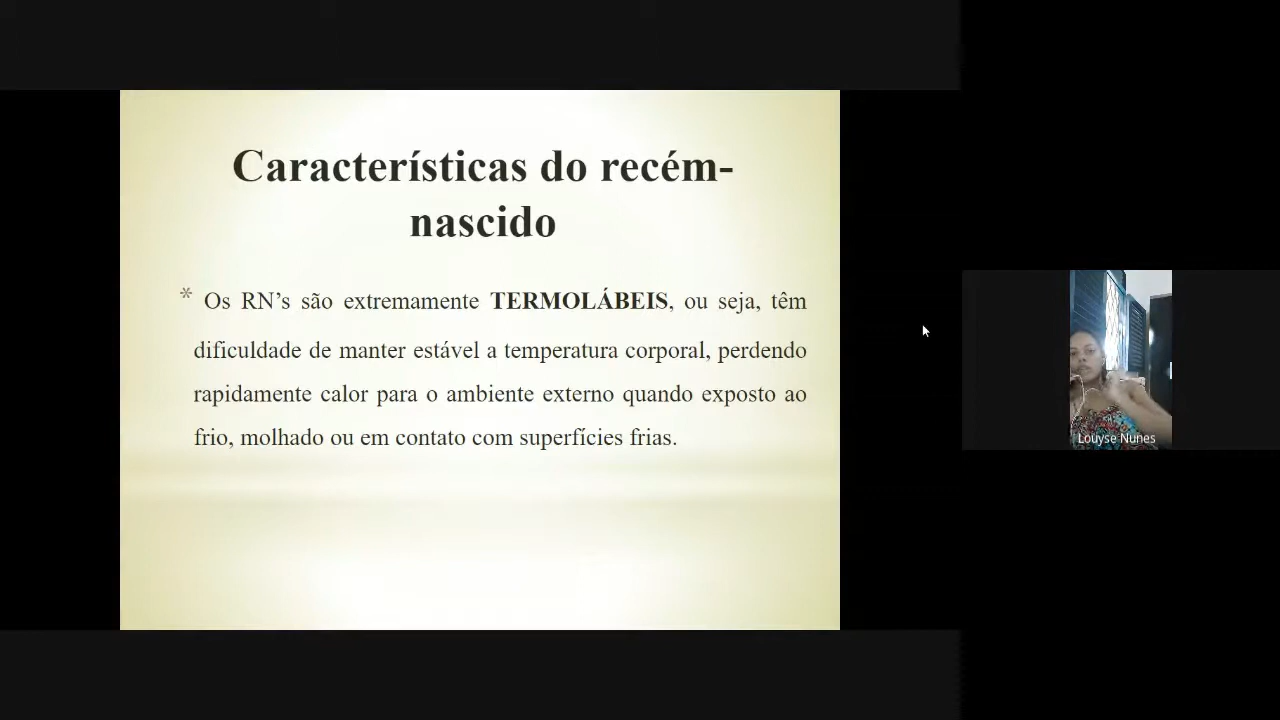 Características do recém-
nascido
* Os RN’s são extremamente TERMOLÁBEIS, ou seja, têm
dificuldade de manter estável a temperatura corporal, perdendo
rapidamente calor para o ambiente externo quando exposto ao
frio, molhado ou em contato com superfícies frias.
Louyse Nunes